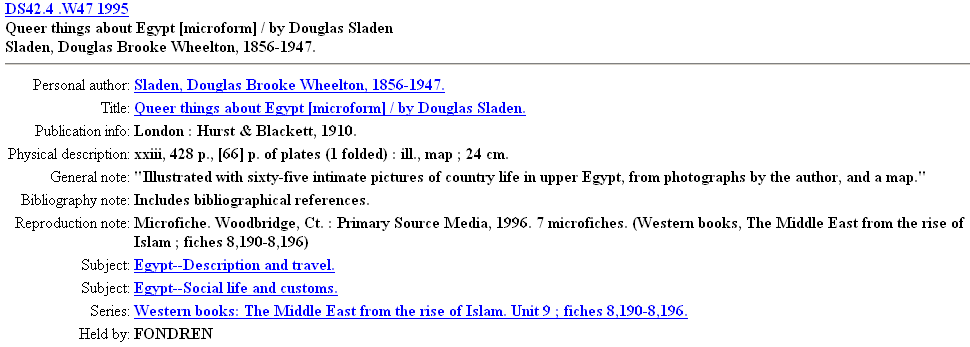 DS42.4 .W47 1995
Queer things about Egypt [microform] / by Douglas Sladen
Sladen, Douglas Brooke Wheelton, 1856-1947.
Personal author: Sladen, Douglas Brooke Wheelton, 1856-1947.
Title: Queer things about Egypt [microform] / by Douglas Sladen.
Publication info: London : Hurst & Blackett, 1910.
Physical description: xxiii, 428 p., [66] p. of plates (1 folded) : ill., map ; 24 cm.
General note: "Illustrated with sixty-five intimate pictures of country life in upper Egypt, from photographs by the author, and a map."
Bibliography note: Includes bibliographical references.
Reproduction note: Microfiche. Woodbridge, Ct. : Primary Source Media, 1996. 7 microfiches. (Western books, The Middle East from the rise of
Islam ; fiches 8,190-8,196)
Subject: Egypt--Description and travel.
Subject: Egypt--Social life and customs.
Series: Western books: The Middle East from the rise of Islam. Unit 9 ; fiches 8,190-8,196.
Held by: FONDREN